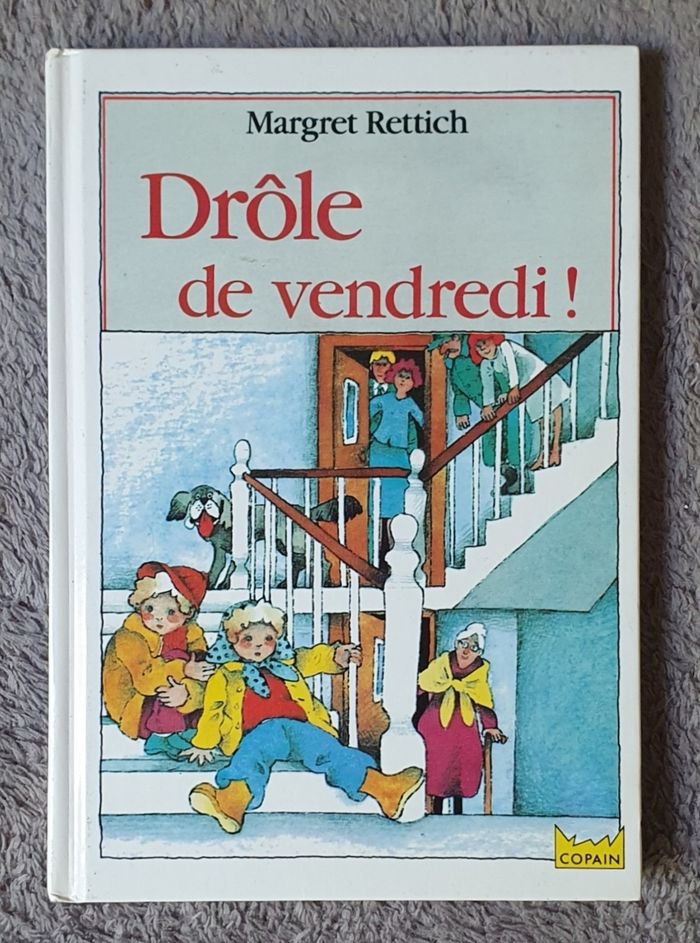 Margret Rettich
Drôle
de vendredi !
COPAIN